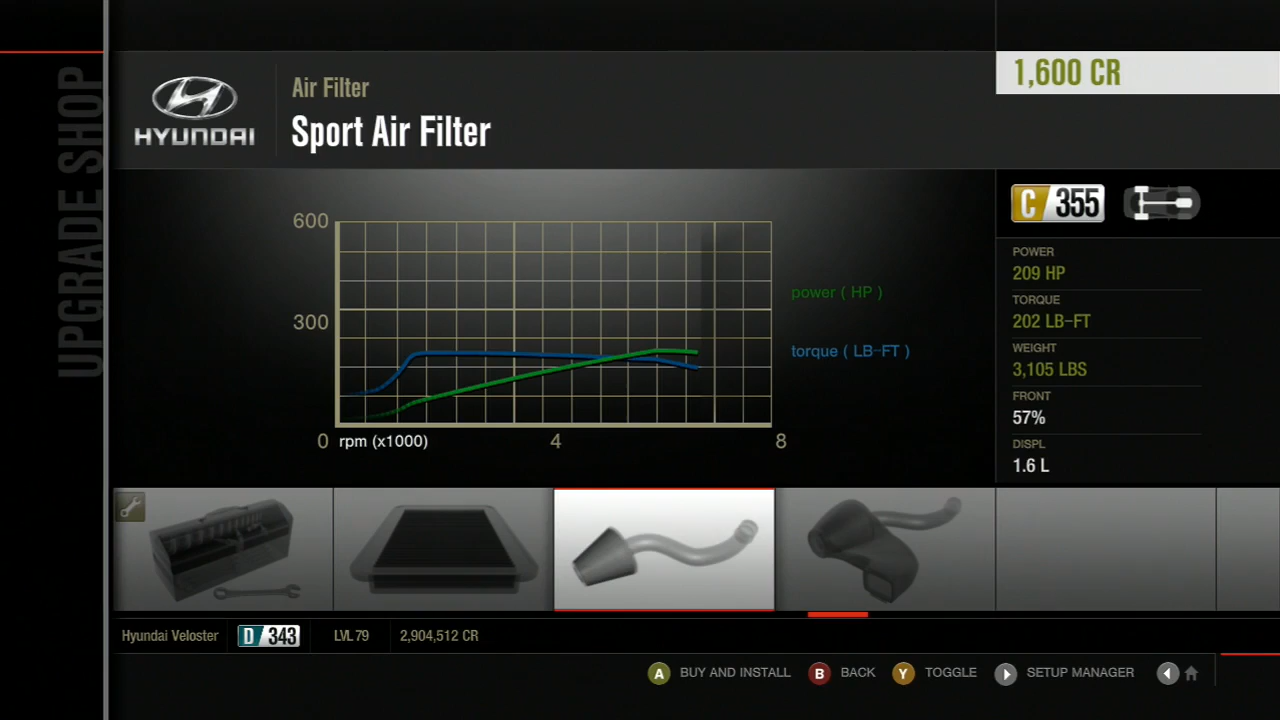 UPGRADE SHOP
HYUNDAI
Air Filter
Sport Air Filter
1,600 CR
C 355
600
300
0
rpm (x1000)
4
8
power ( HP )
torque ( LB-FT )
POWER
209 HP
TORQUE
202 LB-FT
WEIGHT
3,105 LBS
FRONT
57%
DISPL
1.6 L
Hyundai Veloster D 343 LVL 79 2,904,512 CR
A BUY AND INSTALL B BACK Y TOGGLE SETUP MANAGER